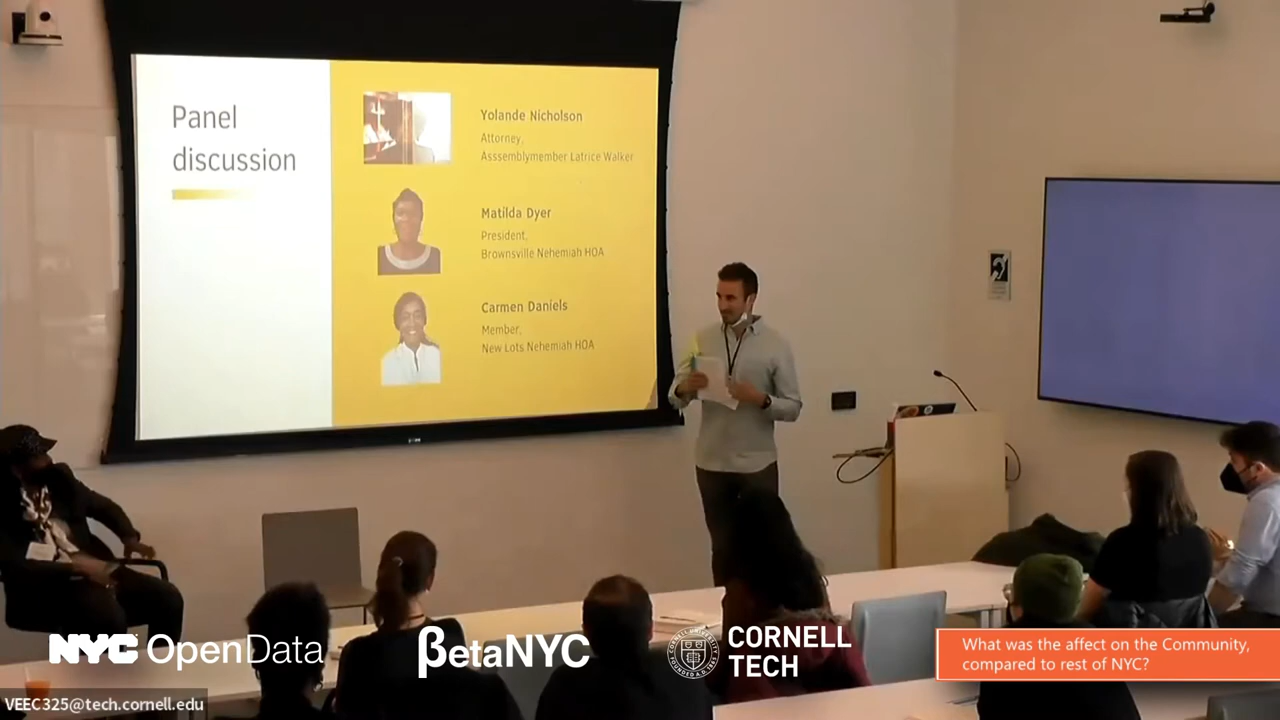 Panel
discussion
Yolande Nicholson
Attorney,
Asssemblymember Latrice Walker
Matilda Dyer
President,
Brownsville Nehemiah HOA
Carmen Daniels
Member,
New Lots Nehemiah HOA
NYC OpenData
βetaNYC
CORNELL
TECH
What was the affect on the Community,
compared to rest of NYC?
VEEC325@tech.cornell.edu